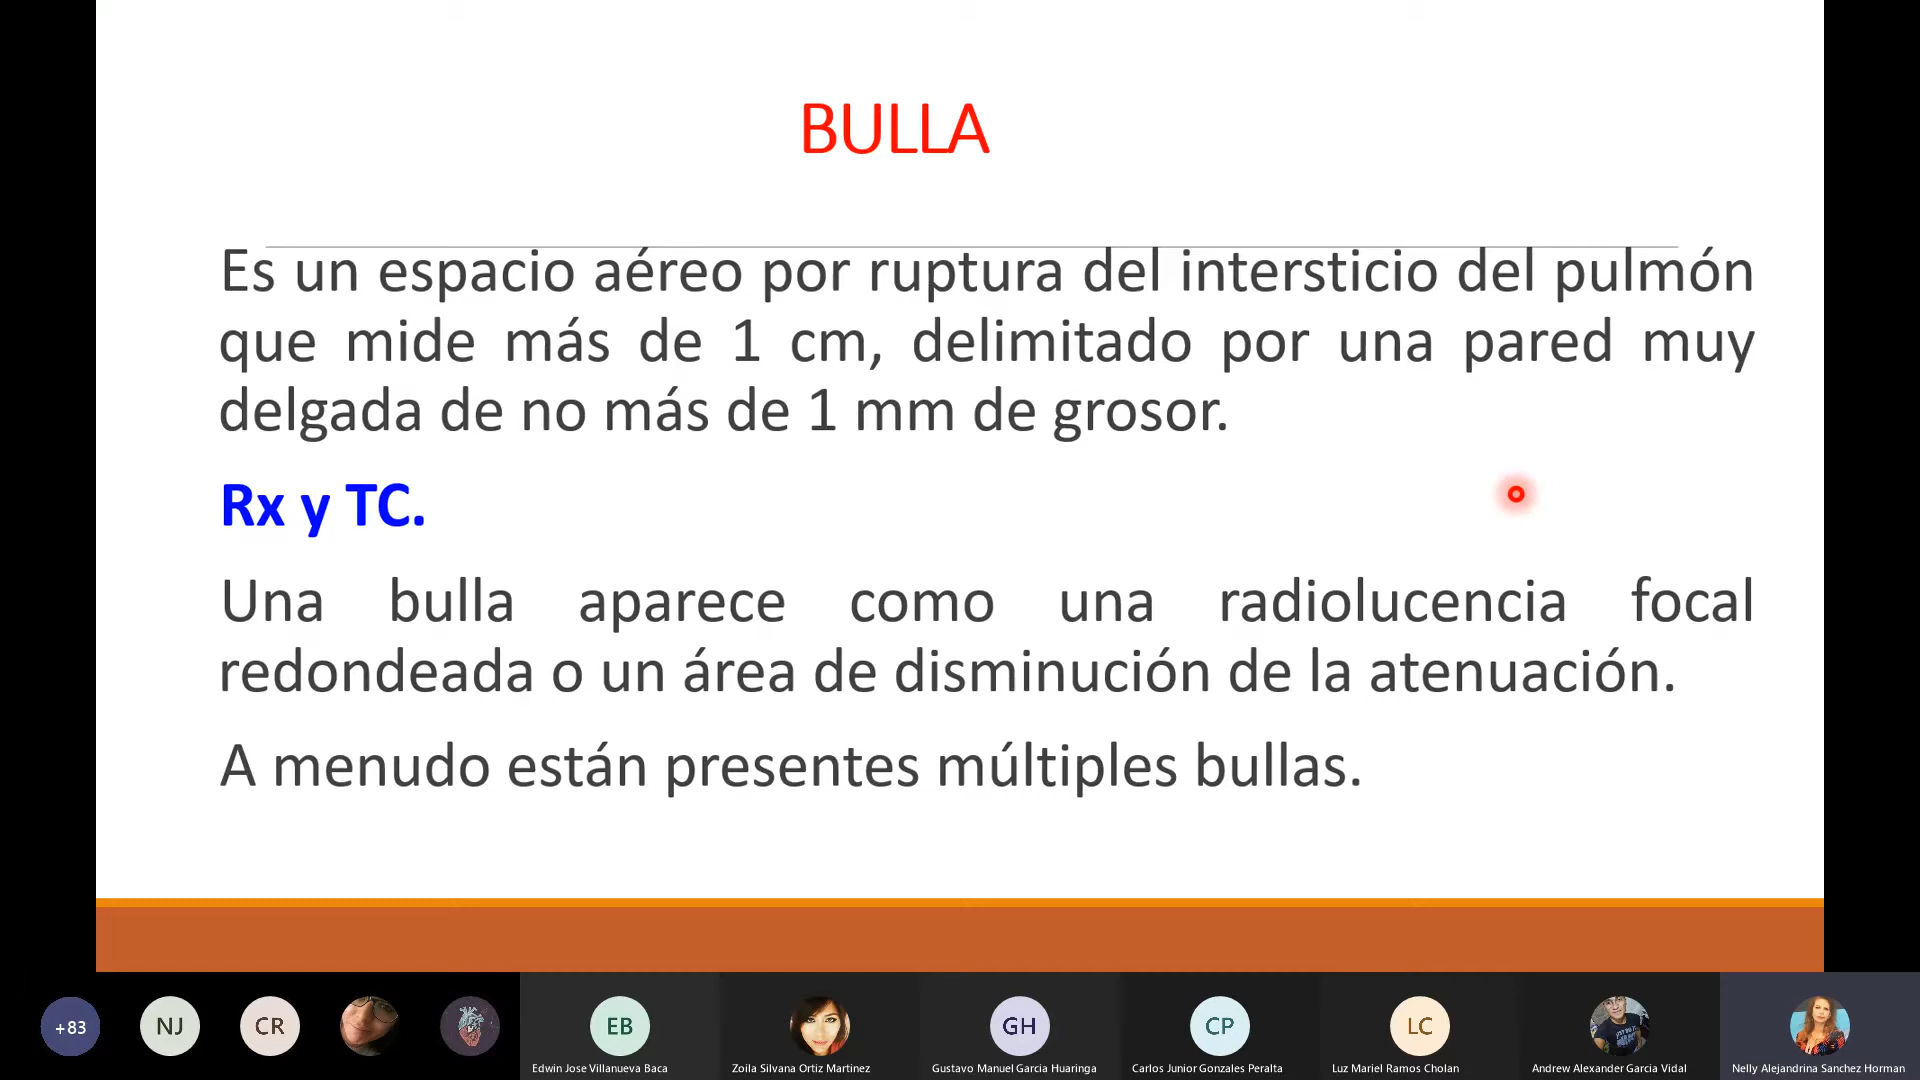 BULLA
Es un espacio aéreo por ruptura del intersticio del pulmón
que mide más de 1 cm, delimitado por una pared muy
delgada de no más de 1 mm de grosor.
Rx y TC.
Una bulla aparece como una radiolucencia focal
redondeada o un área de disminución de la atenuación.
A menudo están presentes múltiples bullas.
+83 NJ CR EB GH CP LC
Edwin Jose Villanueva Baca Zoila Silvana Ortiz Martinez Gustavo Manuel Garcia Huaringa Carlos Junior Gonzales Peralta Luz Mariel Ramos Cholan Andrew Alexander Garcia Vidal Nelly Alejandrina Sanchez Horman